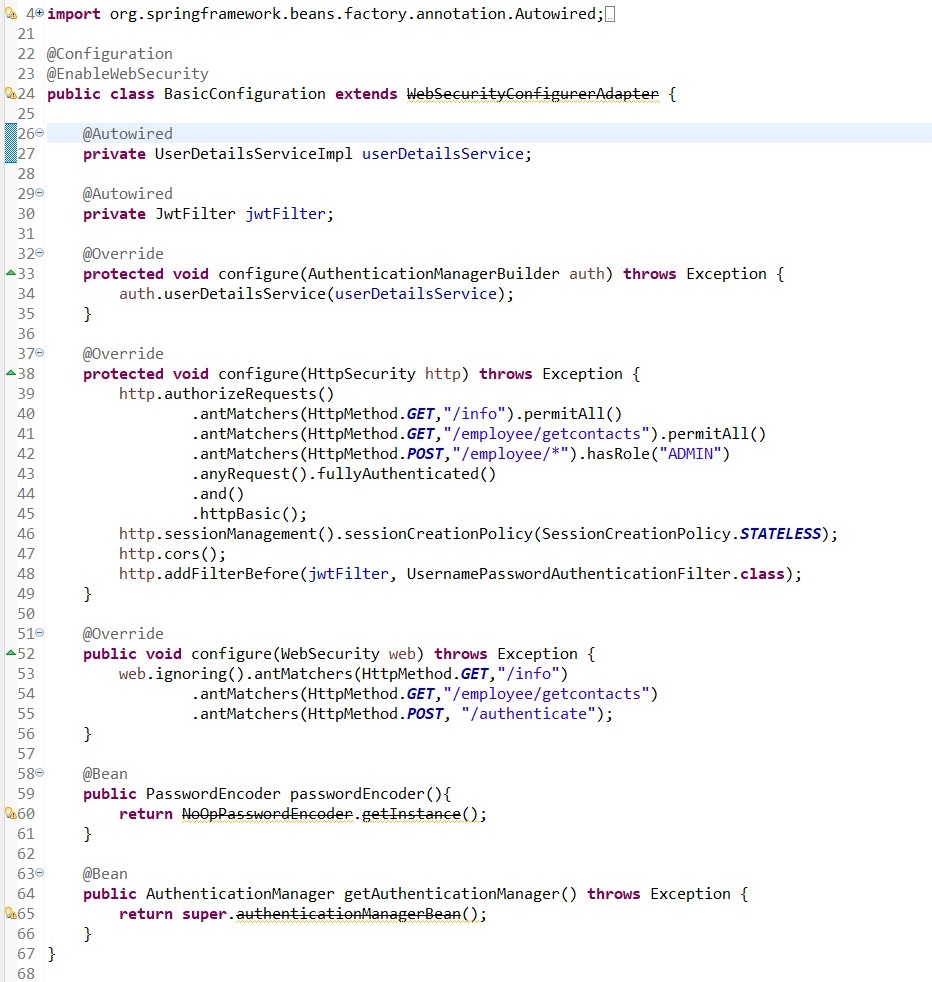 4 import org.springframework.beans.factory.annotation.Autowired;
21
22 @Configuration
23 @EnableWebSecurity
24 public class BasicConfiguration extends WebSecurityConfigurerAdapter {
25
26     @Autowired
27     private UserDetailsServiceImpl userDetailsService;
28
29     @Autowired
30     private JwtFilter jwtFilter;
31
32     @Override
33     protected void configure(AuthenticationManagerBuilder auth) throws Exception {
34         auth.userDetailsService(userDetailsService);
35     }
36
37     @Override
38     protected void configure(HttpSecurity http) throws Exception {
39         http.authorizeRequests()
40                 .antMatchers(HttpMethod.GET,"/info").permitAll()
41                 .antMatchers(HttpMethod.GET,"/employee/getcontacts").permitAll()
42                 .antMatchers(HttpMethod.POST,"/employee/*").hasRole("ADMIN")
43                 .anyRequest().fullyAuthenticated()
44                 .and()
45                 .httpBasic();
46         http.sessionManagement().sessionCreationPolicy(SessionCreationPolicy.STATELESS);
47         http.cors();
48         http.addFilterBefore(jwtFilter, UsernamePasswordAuthenticationFilter.class);
49     }
50
51     @Override
52     public void configure(WebSecurity web) throws Exception {
53         web.ignoring().antMatchers(HttpMethod.GET,"/info")
54                 .antMatchers(HttpMethod.GET,"/employee/getcontacts")
55                 .antMatchers(HttpMethod.POST, "/authenticate");
56     }
57
58     @Bean
59     public PasswordEncoder passwordEncoder(){
60         return NoOpPasswordEncoder.getInstance();
61     }
62
63     @Bean
64     public AuthenticationManager getAuthenticationManager() throws Exception {
65         return super.authenticationManagerBean();
66     }
67 }
68